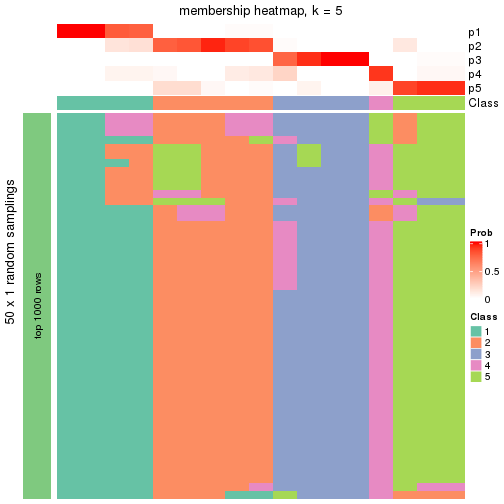 membership heatmap, k = 5
p1
p2
p3
p4
p5
Class
50 x 1 random samplings
top 1000 rows
Prob
1
0.5
0
Class
1
2
3
4
5